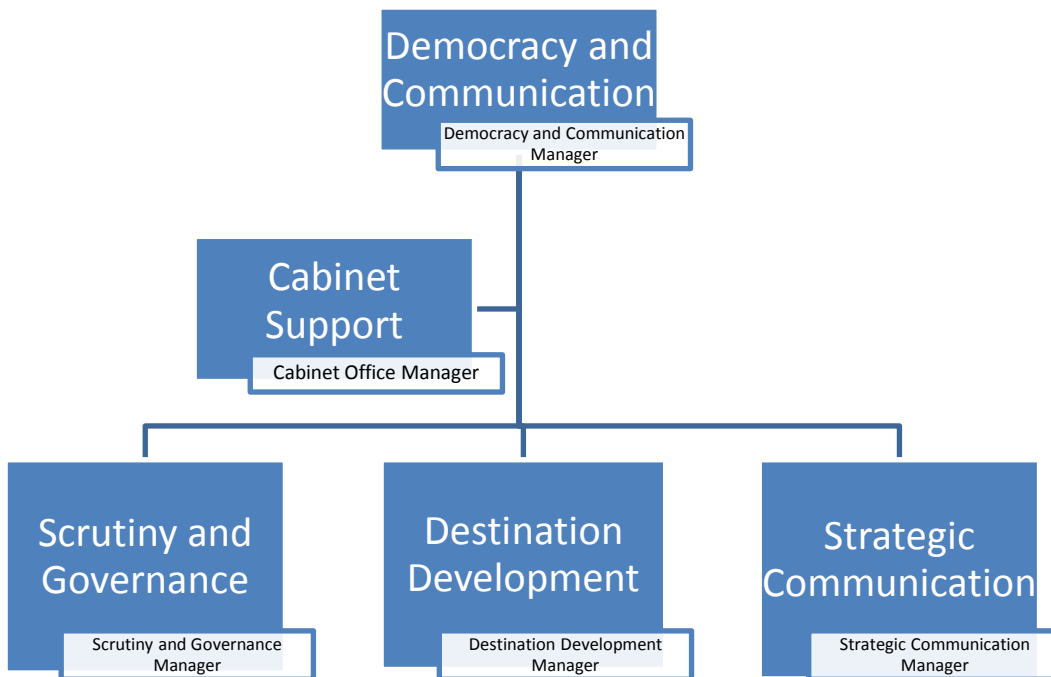 Democracy and
Communication
Democracy and Communication
Manager
Cabinet
Support
Cabinet Office Manager
Scrutiny and
Governance
Scrutiny and Governance
Manager
Destination
Development
Destination Development
Manager
Strategic
Communication
Strategic Communication
Manager